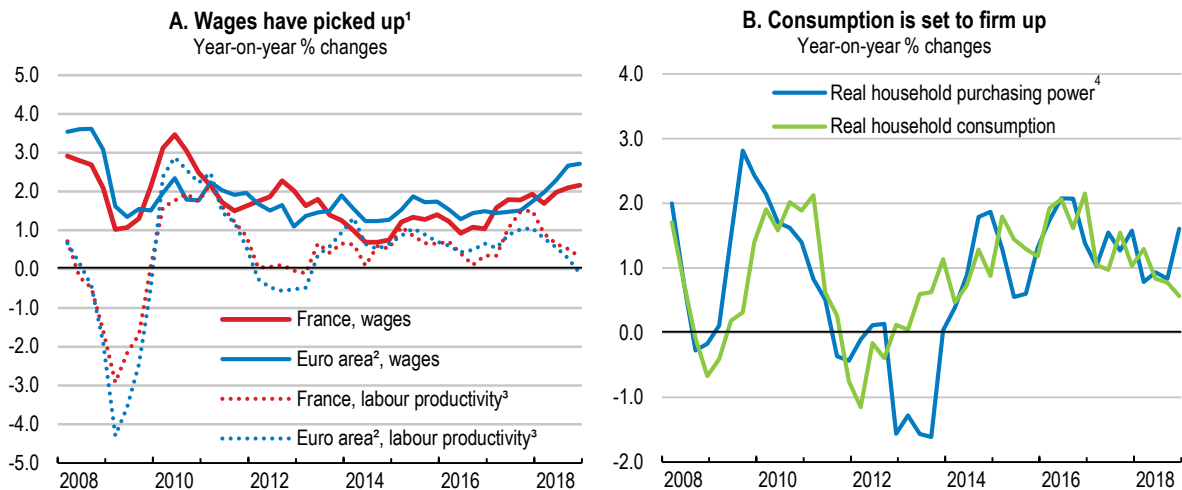 A. Wages have picked up¹
Year-on-year % changes
5.0
4.0
3.0
2.0
1.0
0.0
-1.0
-2.0
-3.0
-4.0
-5.0
France, wages
Euro area², wages
France, labour productivity³
Euro area², labour productivity³
2008 2010 2012 2014 2016 2018
B. Consumption is set to firm up
Year-on-year % changes
4.0
3.0
2.0
1.0
0.0
-1.0
-2.0
Real household purchasing power⁴
Real household consumption
2008 2010 2012 2014 2016 2018